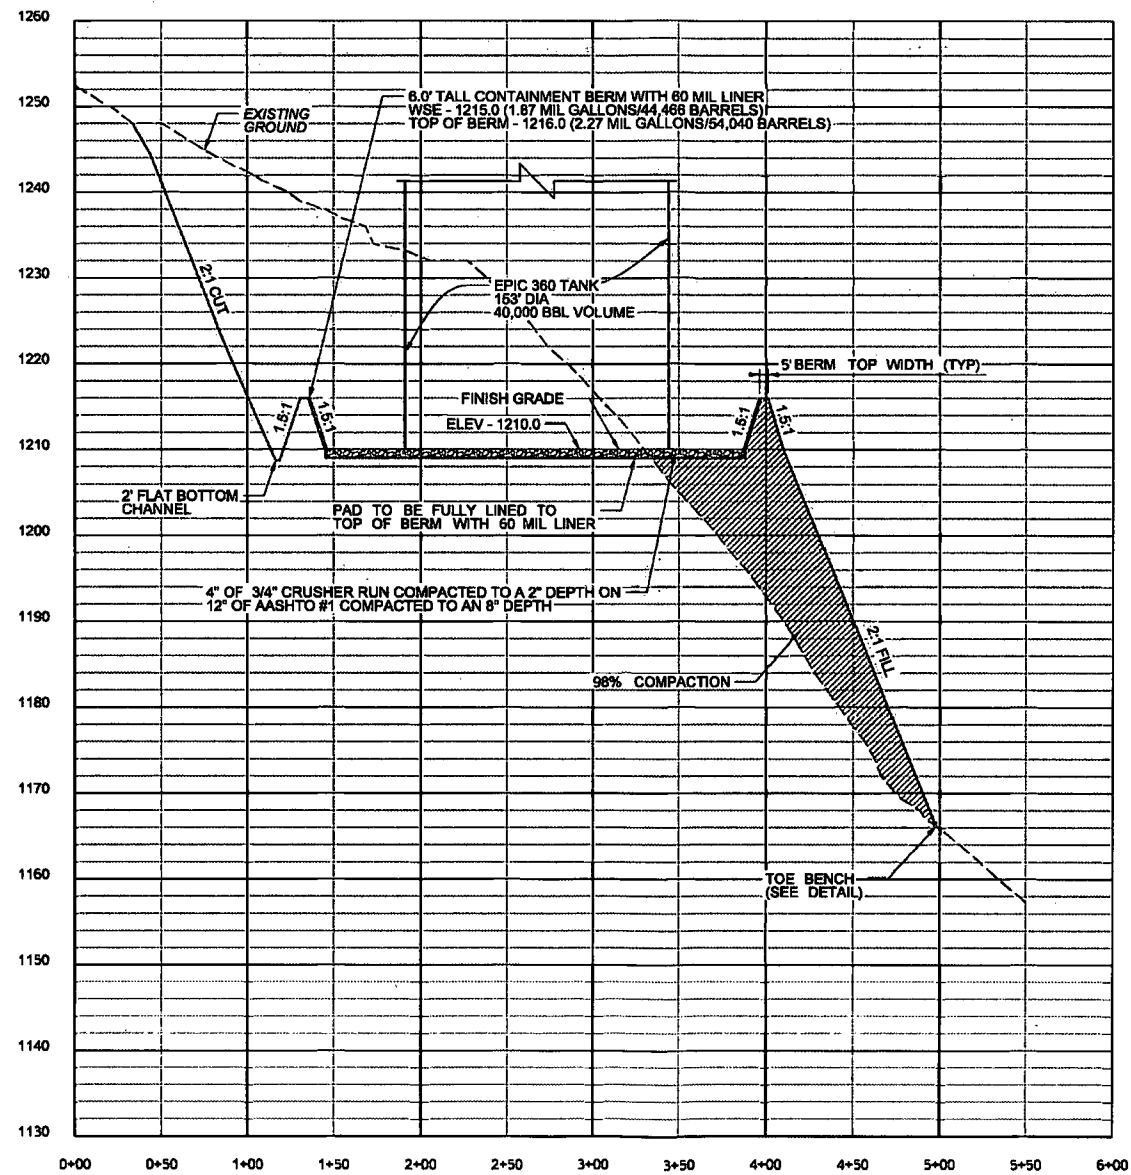 1260
1250
1240
1230
1220
1210
1200
1190
1180
1170
1160
1150
1140
1130
EXISTING
GROUND
6.0' TALL CONTAINMENT BERM WITH 60 MIL LINER
WSE - 1215.0 (1.87 MIL GALLONS/44,466 BARRELS)
TOP OF BERM - 1216.0 (2.27 MIL GALLONS/54,040 BARRELS)
2:1 CUT
EPIC 360 TANK
153' DIA
40,000 BBL VOLUME
5' BERM TOP WIDTH (TYP)
FINISH GRADE
ELEV - 1210.0
1.5:1
1.5:1
1.5:1
1.5:1
2' FLAT BOTTOM
CHANNEL
PAD TO BE FULLY LINED TO
TOP OF BERM WITH 60 MIL LINER
4" OF 3/4" CRUSHER RUN COMPACTED TO A 2" DEPTH ON
12" OF AASHTO #1 COMPACTED TO AN 8" DEPTH
2:1 FILL
98% COMPACTION
TOE BENCH
(SEE DETAIL)
0+00 0+50 1+00 1+50 2+00 2+50 3+00 3+50 4+00 4+50 5+00 5+50 6+00